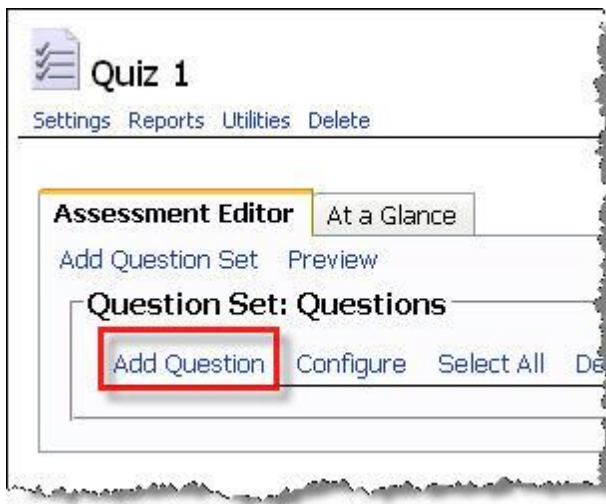 Quiz 1
Settings Reports Utilities Delete
Assessment Editor At a Glance
Add Question Set Preview
Question Set: Questions
Add Question Configure Select All